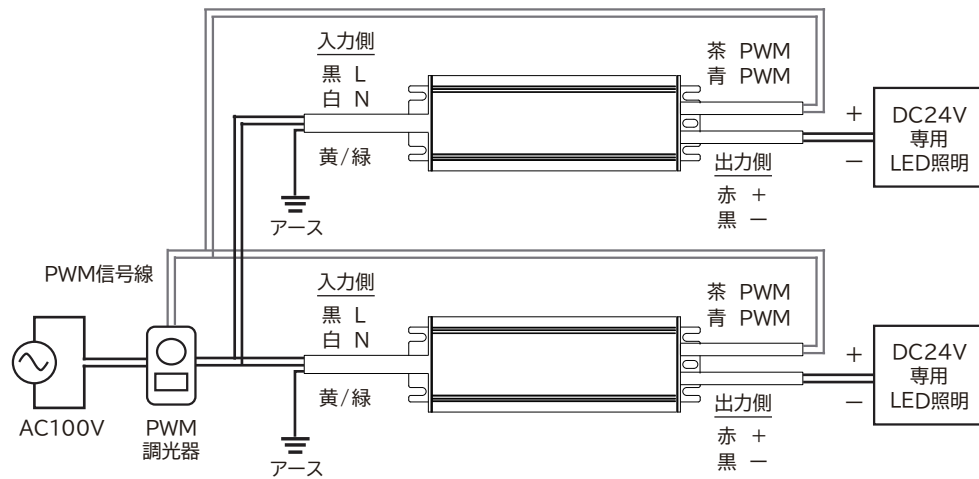 入力側
黒 L
白 N
黄/緑
アース
茶 PWM
青 PWM
+
−
出力側
赤 +
黒 −
DC24V
専用
LED照明
PWM信号線
AC100V
PWM
調光器
入力側
黒 L
白 N
黄/緑
アース
茶 PWM
青 PWM
+
−
出力側
赤 +
黒 −
DC24V
専用
LED照明